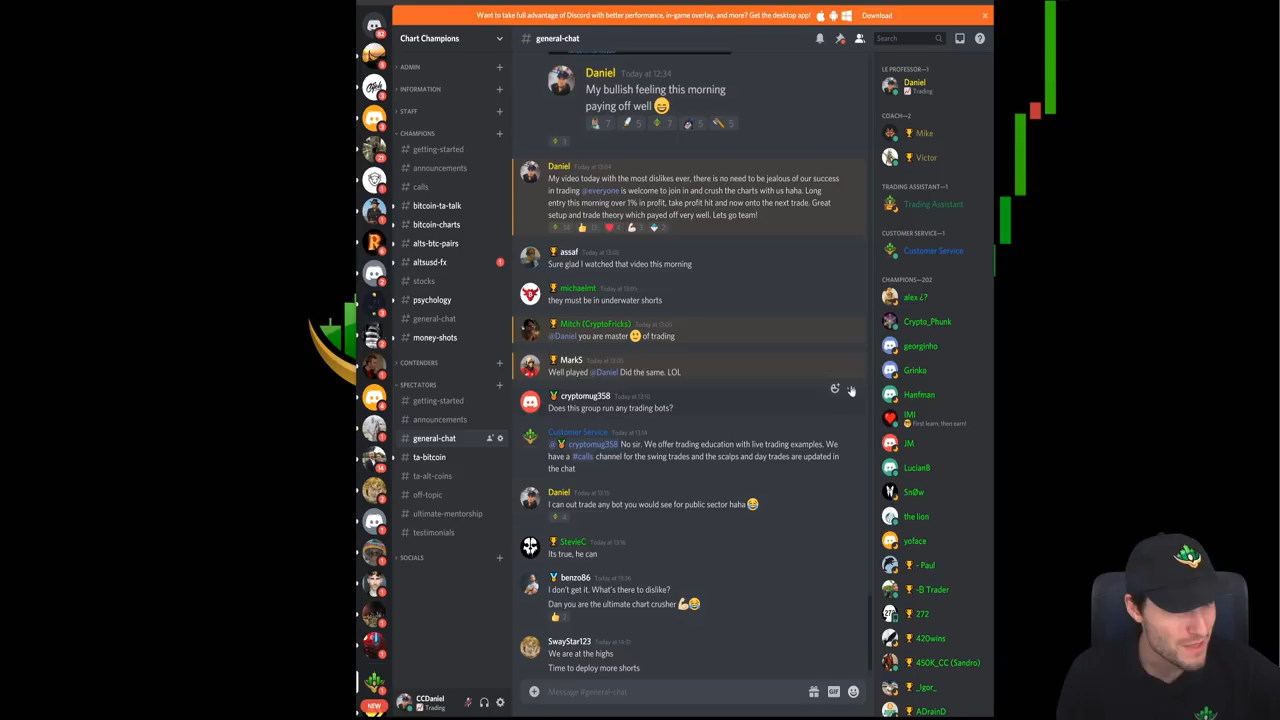 Want to take full advantage of Discord with better performance, in-game overlay, and more? Get the desktop app!
Download
Chart Champions
general-chat
Search
ADMIN
INFORMATION
STAFF
CHAMPIONS
getting-started
announcements
calls
bitcoin-ta-talk
bitcoin-charts
alts-btc-pairs
altsusd-fx
1
stocks
psychology
general-chat
money-shots
CONTENDERS
SPECTATORS
getting-started
announcements
general-chat
ta-bitcoin
ta-alt-coins
off-topic
ultimate-mentorship
testimonials
SOCIALS
NEW
CCDaniel
Trading
Daniel Today at 12:34
My bullish feeling this morning
paying off well
7 5 7 5 5
3
Daniel Today at 13:04
My video today with the most dislikes ever, there is no need to be jealous of our success
in trading @everyone is welcome to join in and crush the charts with us haha. Long
entry this morning over 1% in profit, take profit hit and now onto the next trade. Great
setup and trade theory which payed off very well. Lets go team!
assaf Today at 13:05
Sure glad I watched that video this morning
michaelmt Today at 13:05
they must be in underwater shorts
Mitch (CryptoFricks) Today at 13:05
@Daniel you are master of trading
MarkS Today at 13:05
Well played @Daniel Did the same. LOL
cryptomug358 Today at 13:10
Does this group run any trading bots?
Customer Service Today at 13:14
@ cryptomug358 No sir. We offer trading education with live trading examples. We
have a #calls channel for the swing trades and the scalps and day trades are updated in
the chat
Daniel Today at 13:15
I can out trade any bot you would see for public sector haha
4
StevieC Today at 13:16
Its true, he can
benzo86 Today at 13:36
I don't get it. What's there to dislike?
Dan you are the ultimate chart crusher
2
SwayStar123 Today at 14:31
We are at the highs
Time to deploy more shorts
Message #general-chat
GIF
LE PROFESSOR—1
Daniel
Trading
COACH—2
Mike
Victor
TRADING ASSISTANT—1
Trading Assistant
CUSTOMER SERVICE—1
Customer Service
CHAMPIONS—202
alex ¿?
Crypto_Phunk
georginho
Grinko
Hanfman
IMI
First learn, then earn!
JM
LucianB
SnØw
the lion
yoface
- Paul
-B Trader
272
420wins
450K_CC (Sandro)
_Igor_
ADrainD